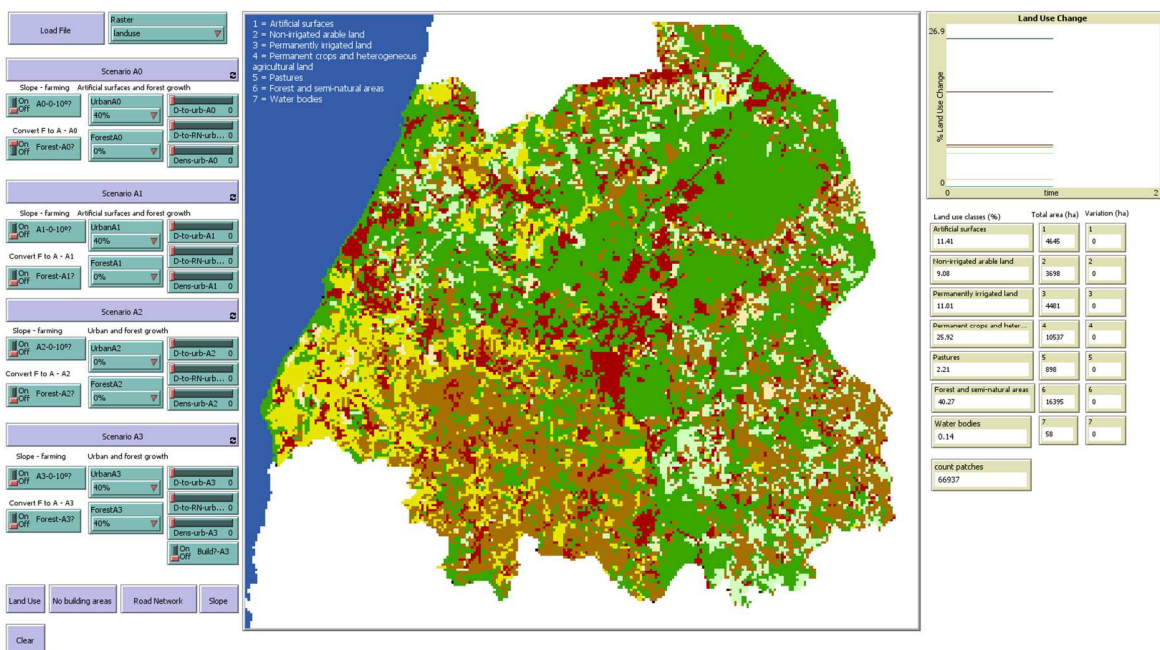 Load File
Raster
landuse
Scenario A0
Slope - farming Artificial surfaces and forest growth
On
Off
A0-0-10º?
UrbanA0
40%
D-to-urb-A0 0
Convert F to A - A0
On
Off
Forest-A0?
ForestA0
0%
D-to-RN-urb... 0
Dens-urb-A0 0
Scenario A1
Slope - farming Artificial surfaces and forest growth
On
Off
A1-0-10º?
UrbanA1
40%
D-to-urb-A1 0
Convert F to A - A1
On
Off
Forest-A1?
ForestA1
0%
D-to-RN-urb... 0
Dens-urb-A1 0
Scenario A2
Slope - farming Urban and forest growth
On
Off
A2-0-10º?
UrbanA2
0%
D-to-urb-A2 0
Convert F to A - A2
On
Off
Forest-A2?
ForestA2
0%
D-to-RN-urb... 0
Dens-urb-A2 0
Scenario A3
Slope - farming Urban and forest growth
On
Off
A3-0-10º?
UrbanA3
40%
D-to-urb-A3 0
Convert F to A - A3
On
Off
Forest-A3?
ForestA3
40%
D-to-RN-urb... 0
Dens-urb-A3 0
On
Off
Build?-A3
Land Use
No building areas
Road Network
Slope
Clear
1 = Artificial surfaces
2 = Non-irrigated arable land
3 = Permanently irrigated land
4 = Permanent crops and heterogeneous
agricultural land
5 = Pastures
6 = Forest and semi-natural areas
7 = Water bodies
Land Use Change
26.9
% Land Use Change
0
0
time
2
Land use classes (%) Total area (ha) Variation (ha)
Artificial surfaces 1 1
11.41 4645 0
Non-irrigated arable land 2 2
9.08 3698 0
Permanently irrigated land 3 3
11.01 4481 0
Permanent crops and heter... 4 4
25.92 10537 0
Pastures 5 5
2.21 898 0
Forest and semi-natural areas 6 6
40.27 16395 0
Water bodies 7 7
0.14 58 0
count patches
66937